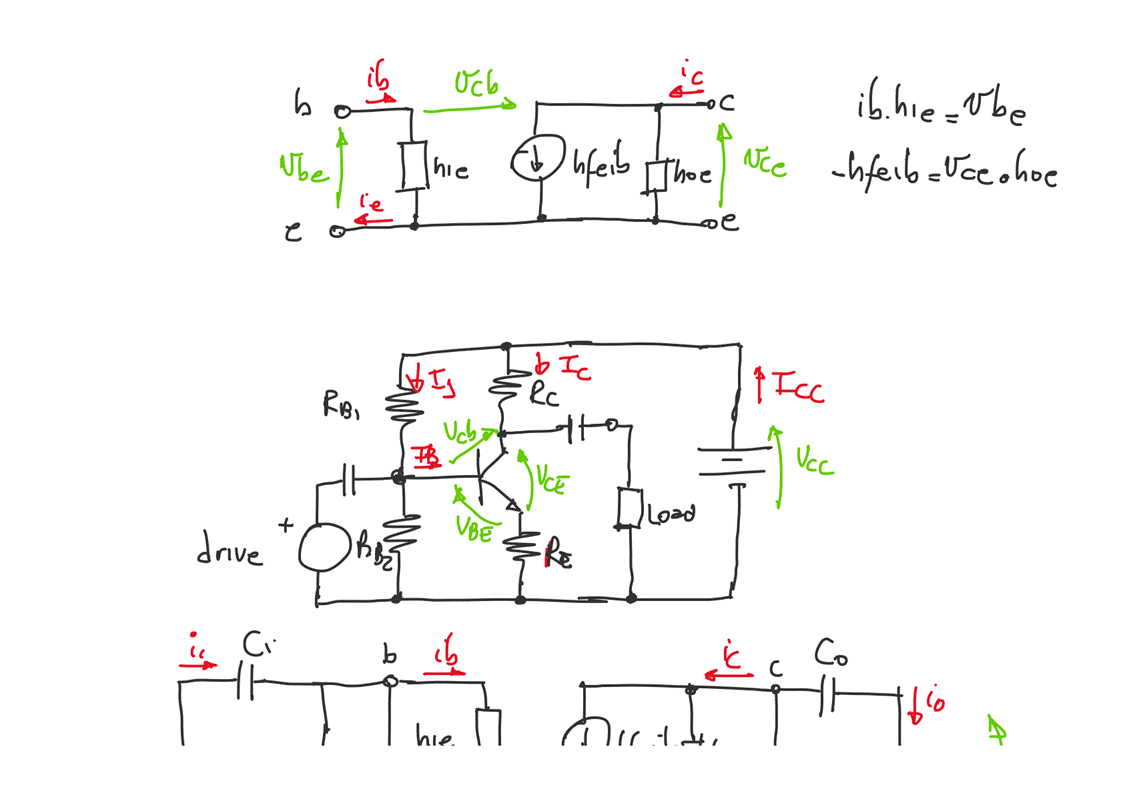 ib
vcb
ic
b
c
ib.hie = vbe
vbe
hie
hfeib
hoe
vce
-hfeib = vce.hoe
ie
e
e
I1
IC
RB1
RC
ICC
Vcb
IB
VCE
VCC
VBE
Load
+
drive
RB2
RE
ii
Ci
b
ib
ic
c
Co
io
hie